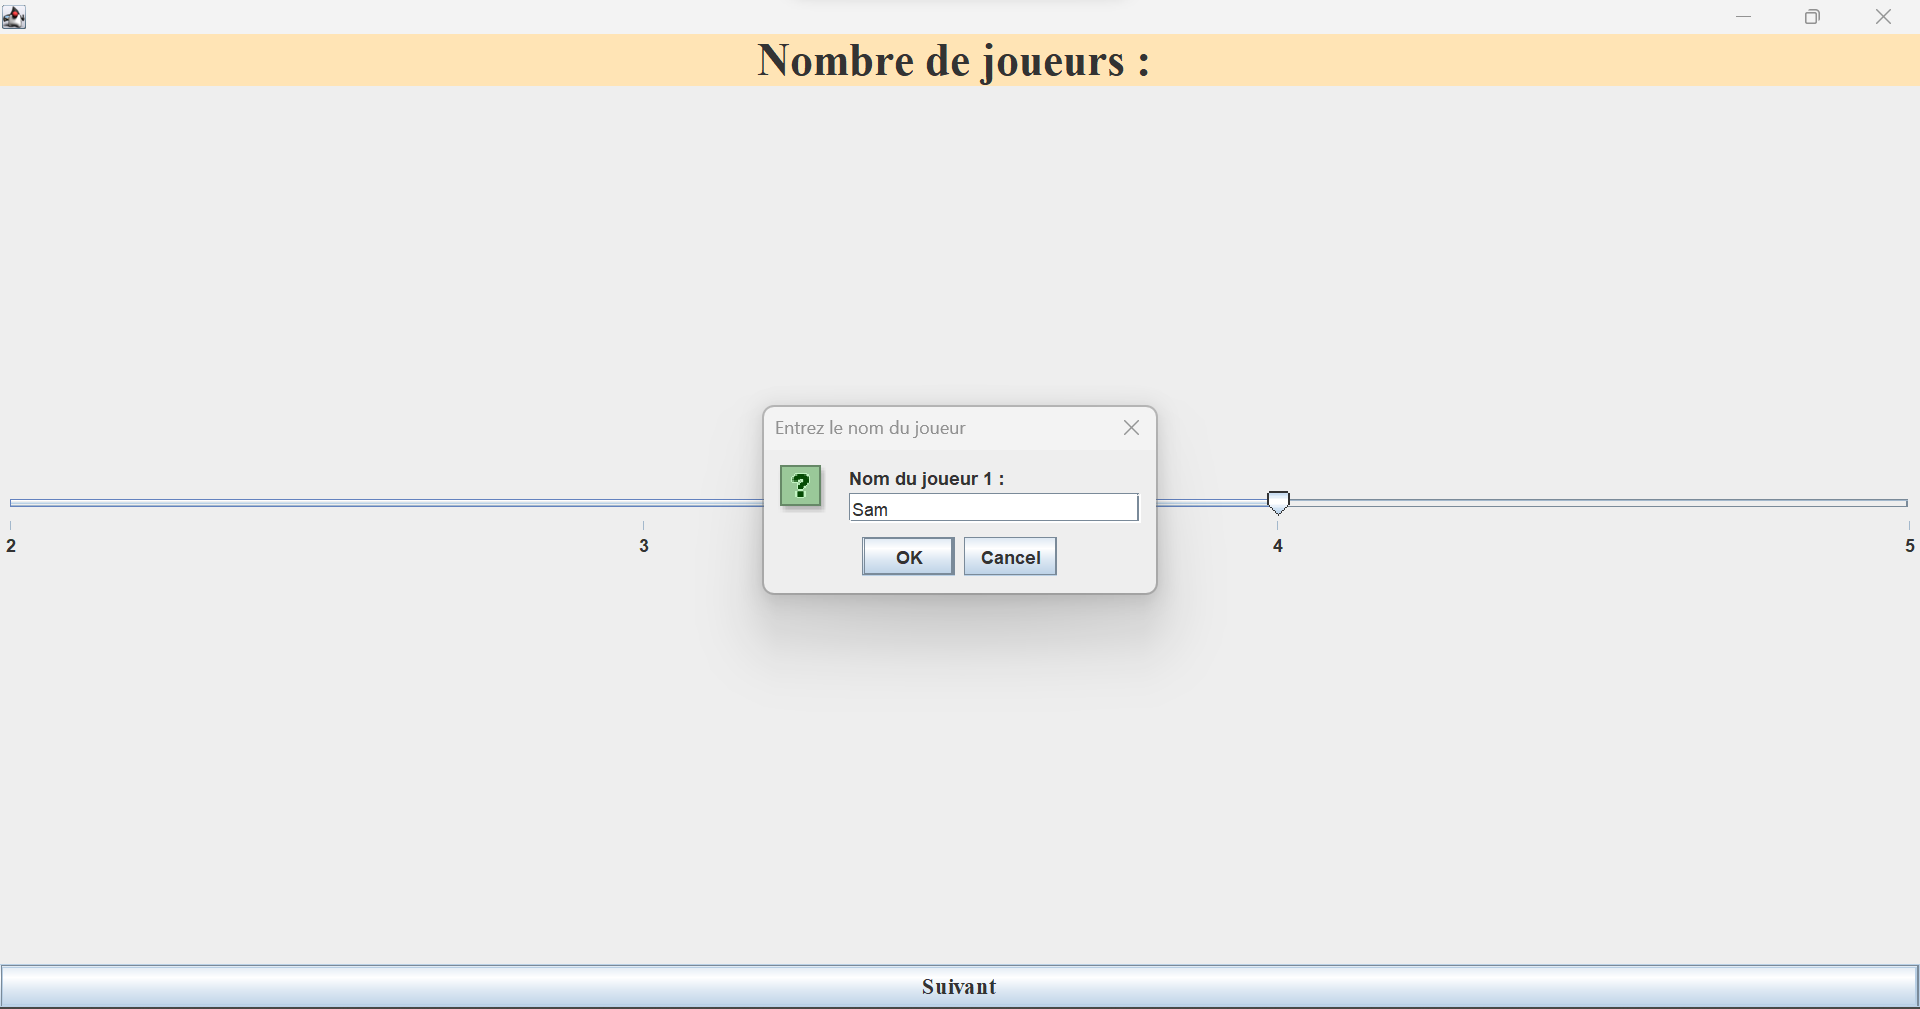 Nombre de joueurs :
Entrez le nom du joueur
?
Nom du joueur 1 :
Sam
OK Cancel
2 3 4 5
Suivant